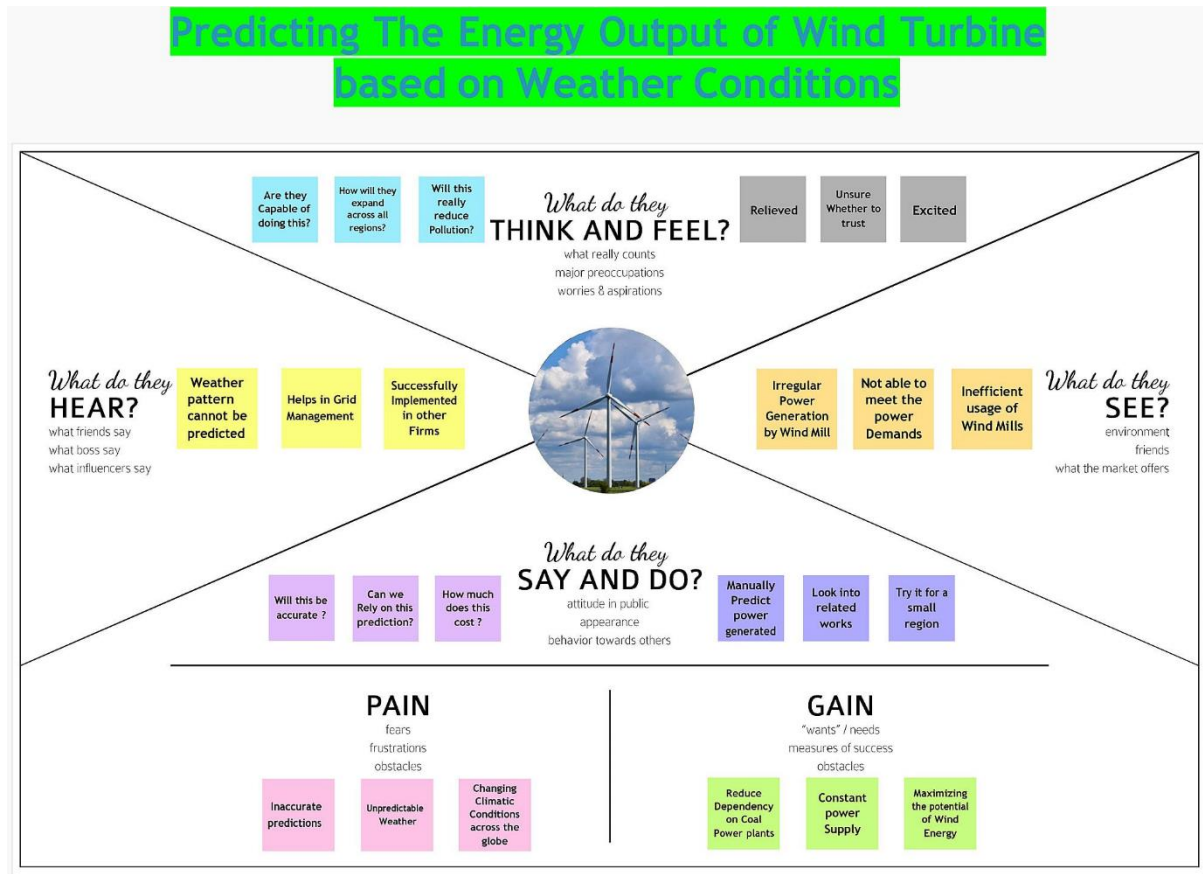 Predicting The Energy Output of Wind Turbine
based on Weather Conditions
Are they
Capable of
doing this?
How will they
expand
across all
regions?
Will this
really
reduce
Pollution?
What do they
THINK AND FEEL?
what really counts
major preoccupations
worries & aspirations
Relieved
Unsure
Whether to
trust
Excited
What do they
HEAR?
what friends say
what boss say
what influencers say
Weather
pattern
cannot be
predicted
Helps in Grid
Management
Successfully
Implemented
in other
Firms
Irregular
Power
Generation
by Wind Mill
Not able to
meet the
power
Demands
Inefficient
usage of
Wind Mills
What do they
SEE?
environment
friends
what the market offers
What do they
SAY AND DO?
attitude in public
appearance
behavior towards others
Will this be
accurate ?
Can we
Rely on this
prediction?
How much
does this
cost ?
Manually
Predict
power
generated
Look into
related
works
Try it for a
small
region
PAIN
fears
frustrations
obstacles
Inaccurate
predictions
Unpredictable
Weather
Changing
Climatic
Conditions
across the
globe
GAIN
"wants" / needs
measures of success
obstacles
Reduce
Dependency
on Coal
Power plants
Constant
power
Supply
Maximizing
the potential
of Wind
Energy